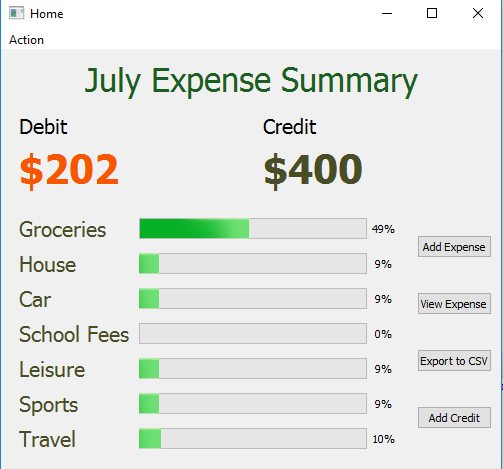 Home
Action
July Expense Summary
Debit Credit
$202 $400
Groceries 49%
House 9%
Add Expense
Car 9%
View Expense
School Fees 0%
Leisure 9%
Export to CSV
Sports 9%
Add Credit
Travel 10%